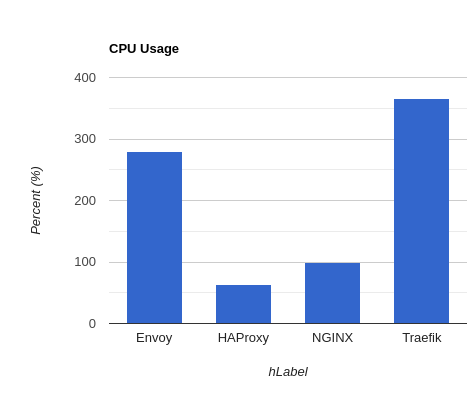 CPU Usage
400
300
200
100
0
Percent (%)
Envoy HAProxy NGINX Traefik
hLabel